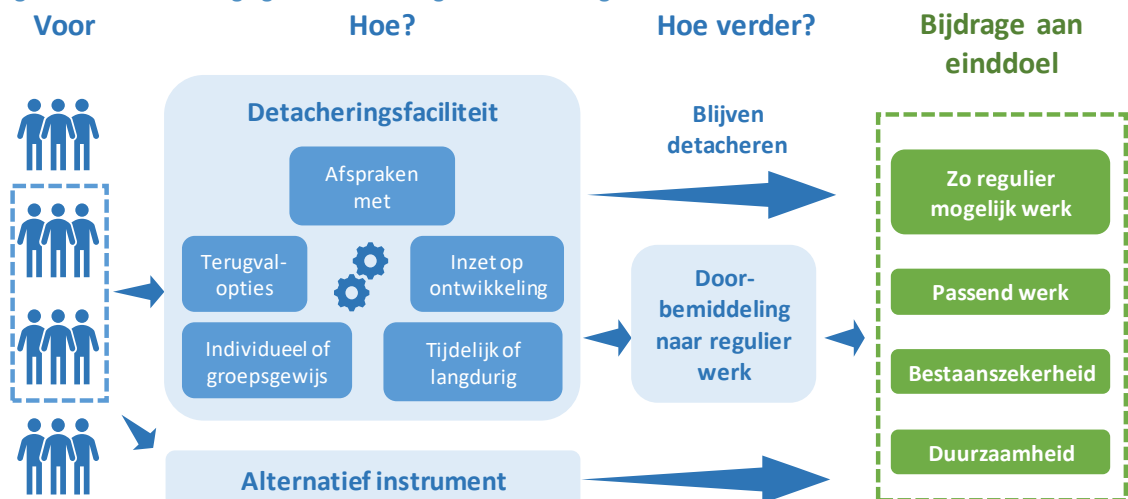 Voor
Hoe?
Hoe verder?
Bijdrage aan
einddoel
Detacheringsfaciliteit
Afspraken
met
Terugval-
opties
Inzet op
ontwikkeling
Individueel of
groepsgewijs
Tijdelijk of
langdurig
Alternatief instrument
Blijven
detacheren
Door-
bemiddeling
naar regulier
werk
Zo regulier
mogelijk werk
Passend werk
Bestaanszekerheid
Duurzaamheid